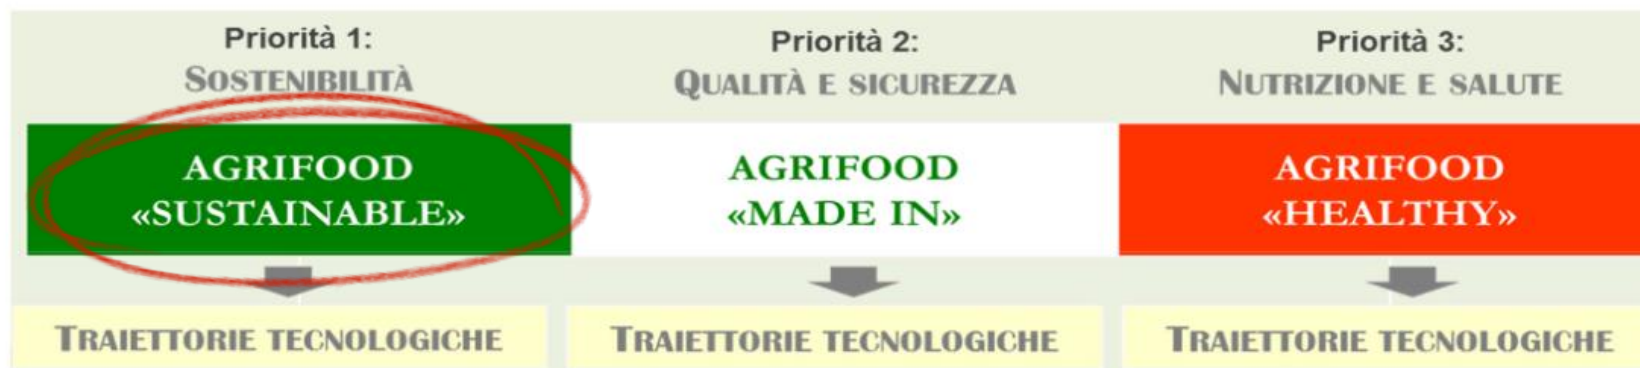 Priorità 1:
SOSTENIBILITÀ
AGRIFOOD
«SUSTAINABLE»
TRAIETTORIE TECNOLOGICHE
Priorità 2:
QUALITÀ E SICUREZZA
AGRIFOOD
«MADE IN»
TRAIETTORIE TECNOLOGICHE
Priorità 3:
NUTRIZIONE E SALUTE
AGRIFOOD
«HEALTHY»
TRAIETTORIE TECNOLOGICHE